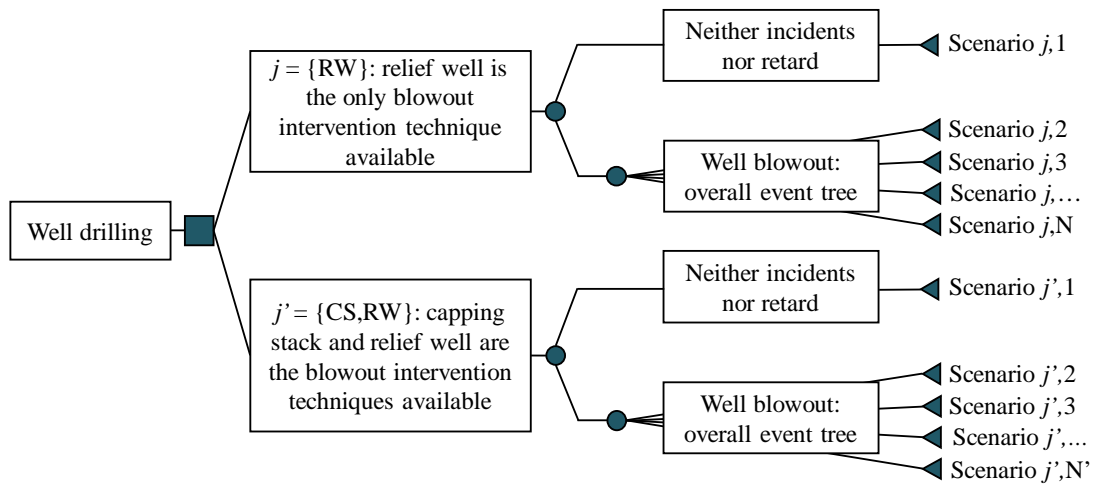 Well drilling
j = {RW}: relief well is
the only blowout
intervention technique
available
Neither incidents
nor retard
Scenario j,1
Well blowout:
overall event tree
Scenario j,2
Scenario j,3
Scenario j,…
Scenario j,N
j’ = {CS,RW}: capping
stack and relief well are
the blowout intervention
techniques available
Neither incidents
nor retard
Scenario j’,1
Well blowout:
overall event tree
Scenario j’,2
Scenario j’,3
Scenario j’,...
Scenario j’,N’